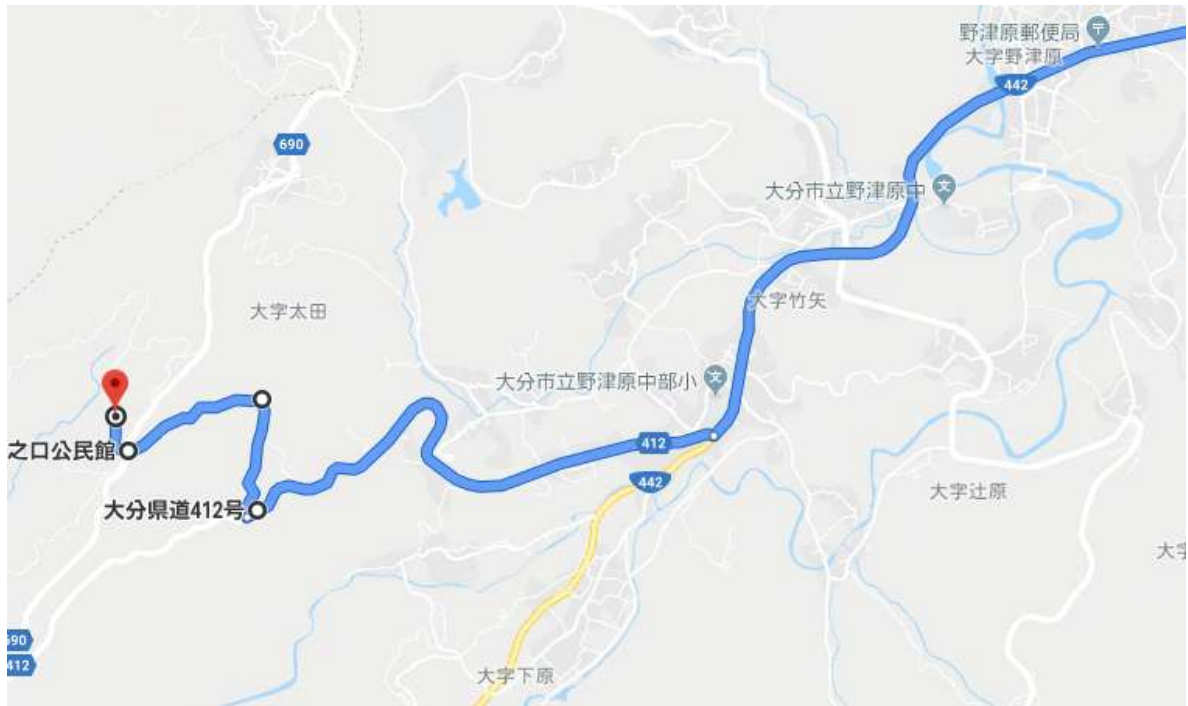 野津原郵便局
大字野津原
442
690
大分市立野津原中
大字太田
大字竹矢
大分市立野津原中部小
之口公民館
412
442
大分県道412号
大字辻原
大字
690
412
大字下原